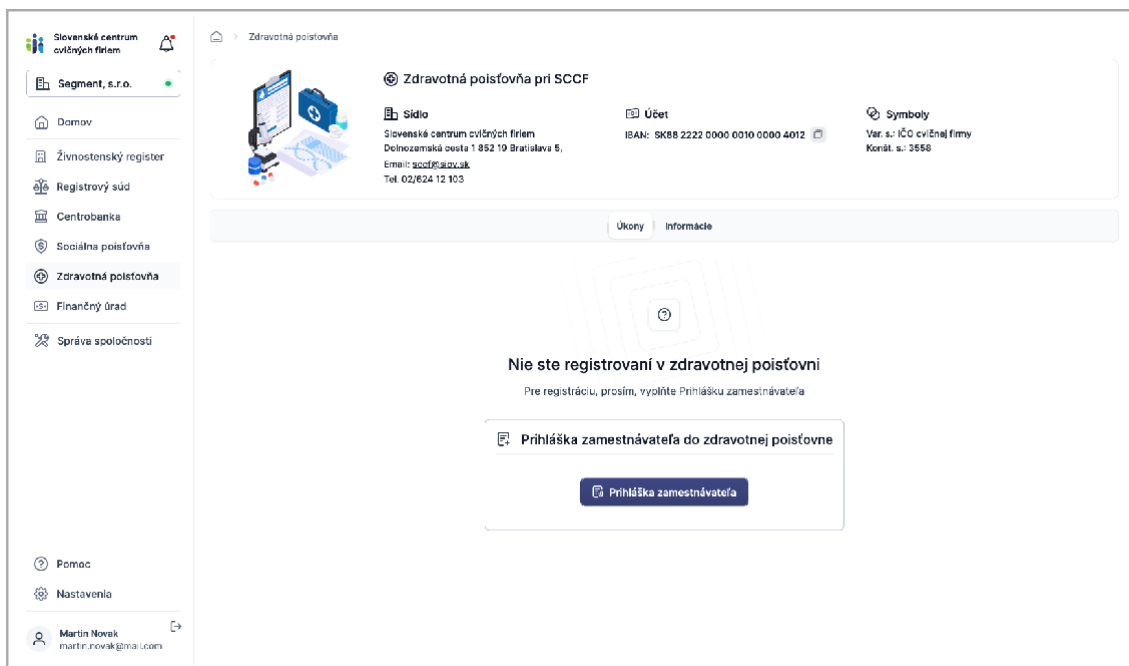 Slovenské centrum
cvičných firiem
Segment, s.r.o.
Domov
Živnostenský register
Registrový súd
Centrobanka
Sociálna poisťovňa
Zdravotná poisťovňa
Finančný úrad
Správa spoločnosti
Pomoc
Nastavenia
Martin Novak
martin.novak@mail.com
Zdravotná poisťovňa
Zdravotná poisťovňa pri SCCF
Sídlo
Slovenské centrum cvičných firiem
Dolnozemská cesta 1 852 19 Bratislava 5,
Email: sccf@siov.sk
Tel. 02/624 12 103
Účet
IBAN: SK88 2222 0000 0010 0000 4012
Symboly
Var. s.: IČO cvičnej firmy
Konšt. s.: 3558
Úkony
Informácie
Nie ste registrovaní v zdravotnej poisťovni
Pre registráciu, prosím, vyplňte Prihlášku zamestnávateľa
Prihláška zamestnávateľa do zdravotnej poisťovne
Prihláška zamestnávateľa